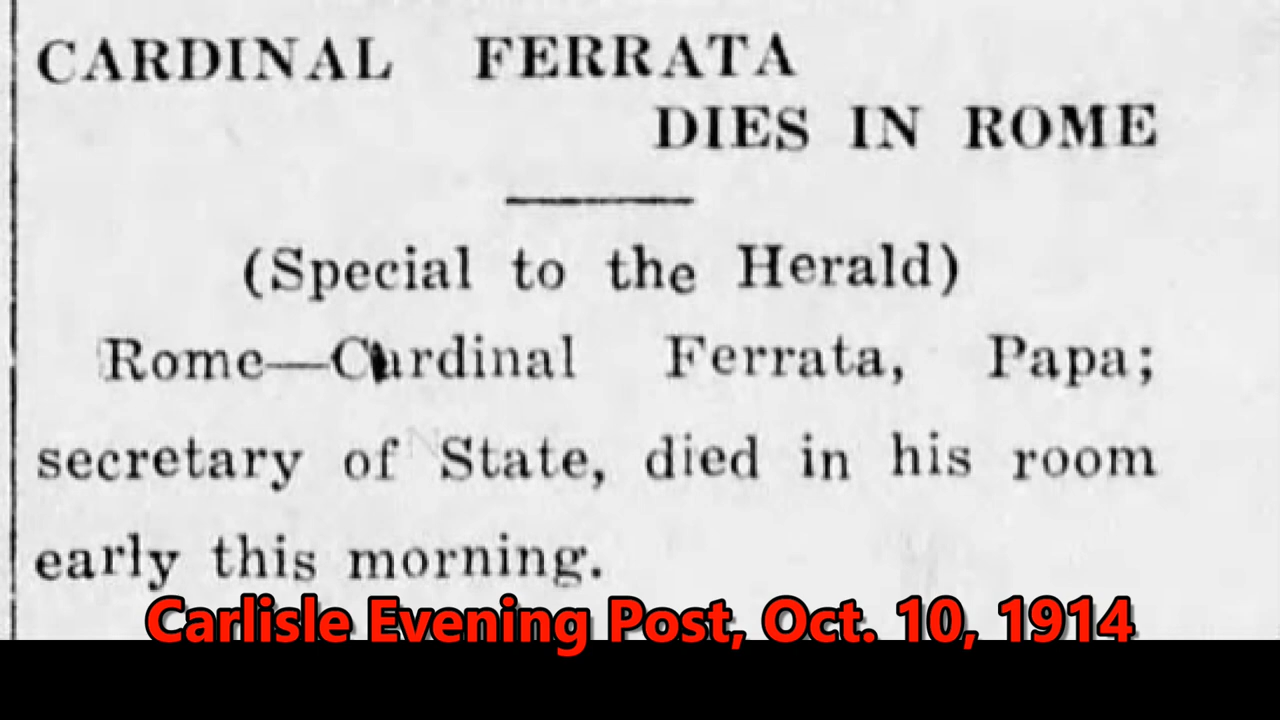 CARDINAL FERRATA
DIES IN ROME
(Special to the Herald)
Rome—Cardinal Ferrata, Papa;
secretary of State, died in his room
early this morning.
Carlisle Evening Post, Oct. 10, 1914